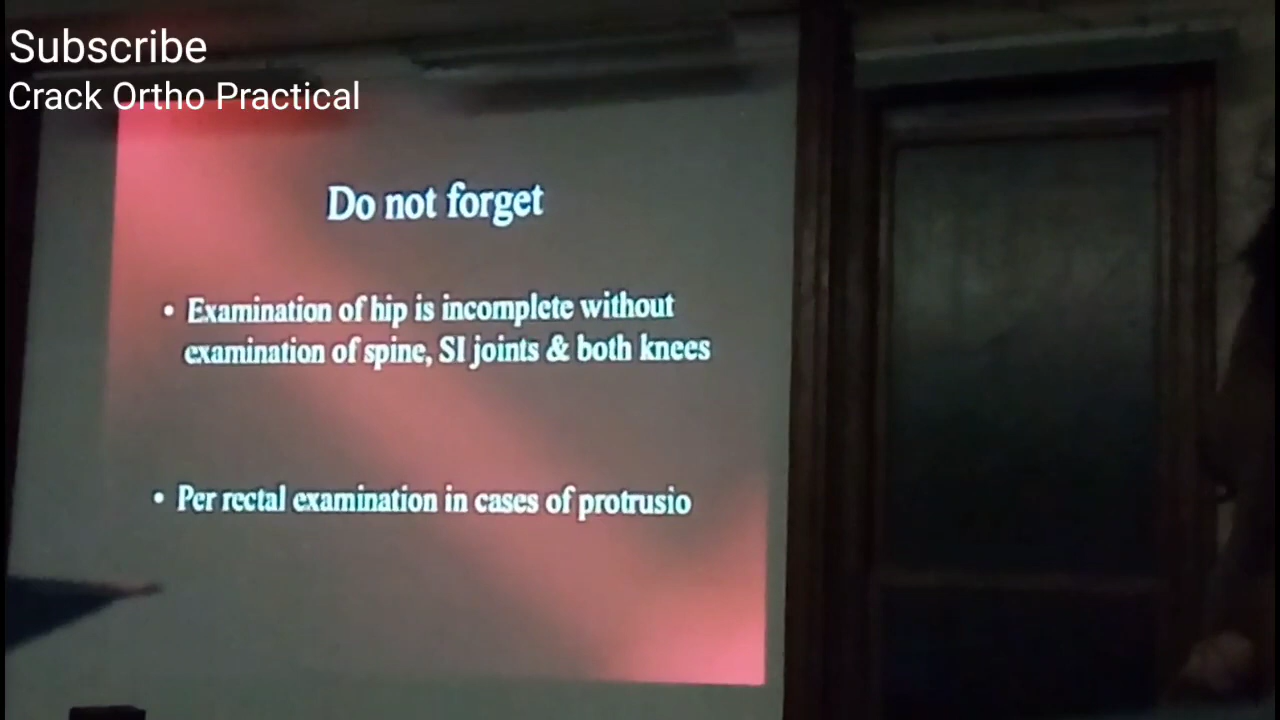 Subscribe
Crack Ortho Practical
Do not forget
• Examination of hip is incomplete without
examination of spine, SI joints & both knees
• Per rectal examination in cases of protrusio